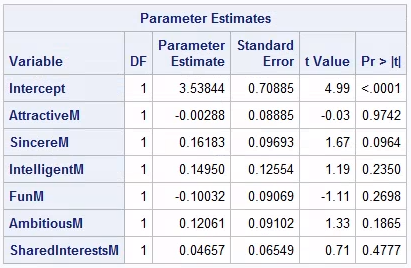 Parameter Estimates
Variable DF Parameter Estimate Standard Error t Value Pr > |t|
Intercept 1 3.53844 0.70885 4.99 <.0001
AttractiveM 1 -0.00288 0.08885 -0.03 0.9742
SincereM 1 0.16183 0.09693 1.67 0.0964
IntelligentM 1 0.14950 0.12554 1.19 0.2350
FunM 1 -0.10032 0.09069 -1.11 0.2698
AmbitiousM 1 0.12061 0.09102 1.33 0.1865
SharedInterestsM 1 0.04657 0.06549 0.71 0.4777